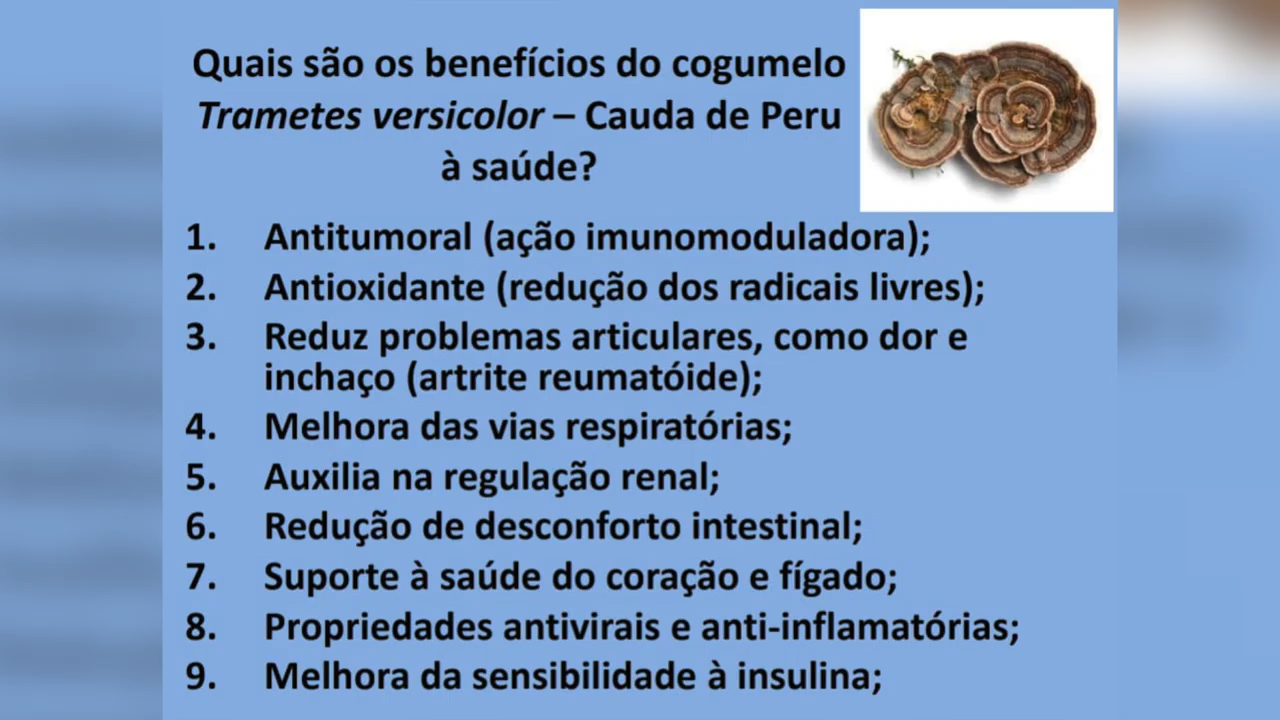 Quais são os benefícios do cogumelo
Trametes versicolor – Cauda de Peru
à saúde?
1. Antitumoral (ação imunomoduladora);
2. Antioxidante (redução dos radicais livres);
3. Reduz problemas articulares, como dor e
inchaço (artrite reumatóide);
4. Melhora das vias respiratórias;
5. Auxilia na regulação renal;
6. Redução de desconforto intestinal;
7. Suporte à saúde do coração e fígado;
8. Propriedades antivirais e anti-inflamatórias;
9. Melhora da sensibilidade à insulina;